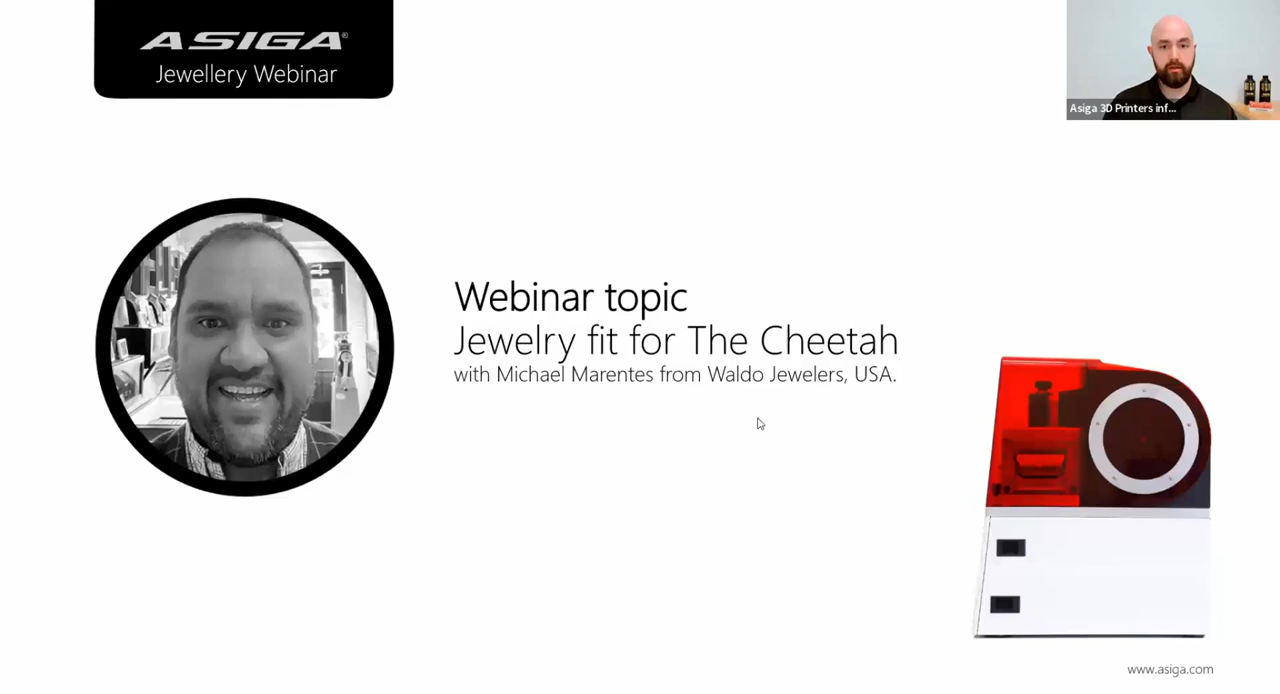 ASIGA®
Jewellery Webinar
Asiga 3D Printers inf...
Webinar topic
Jewelry fit for The Cheetah
with Michael Marentes from Waldo Jewelers, USA.
www.asiga.com